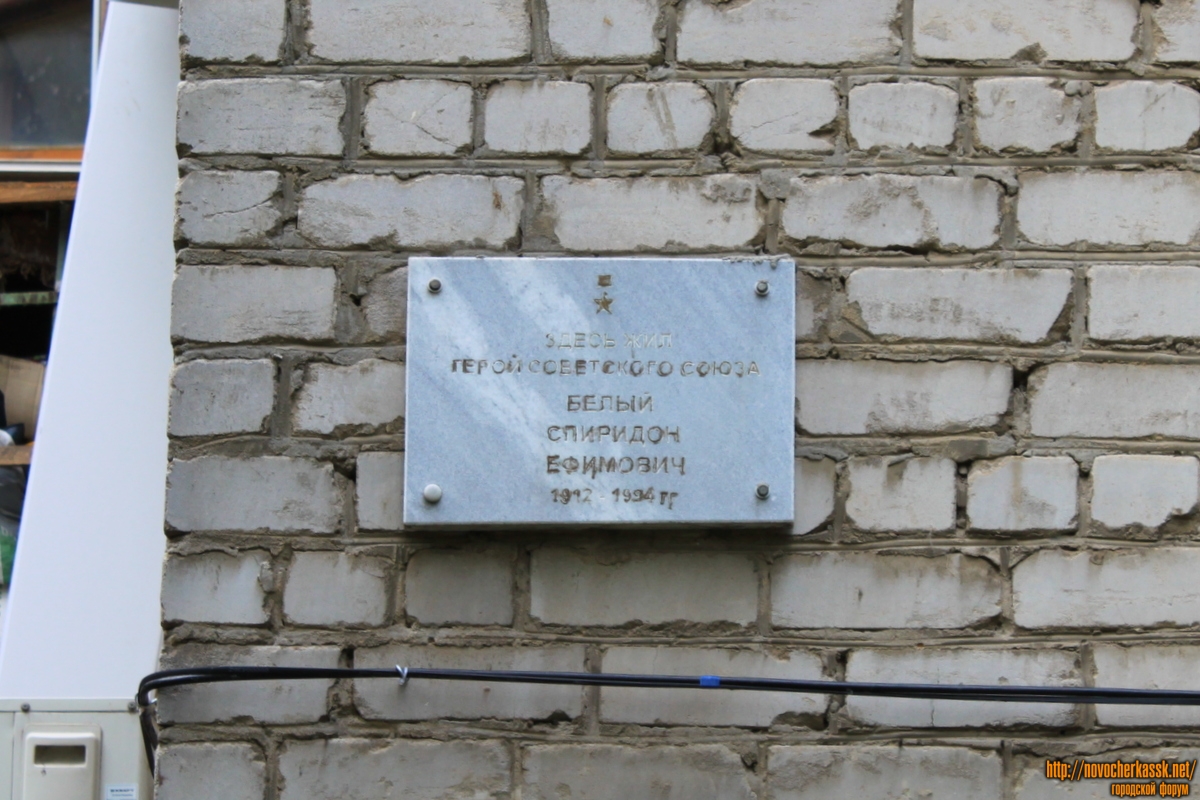 ЗДЕСЬ ЖИЛ
ГЕРОЙ СОВЕТСКОГО СОЮЗА
БЕЛЫЙ
СПИРИДОН
ЕФИМОВИЧ
1912 - 1994 гг
http://novocherkassk.net/
городской форум